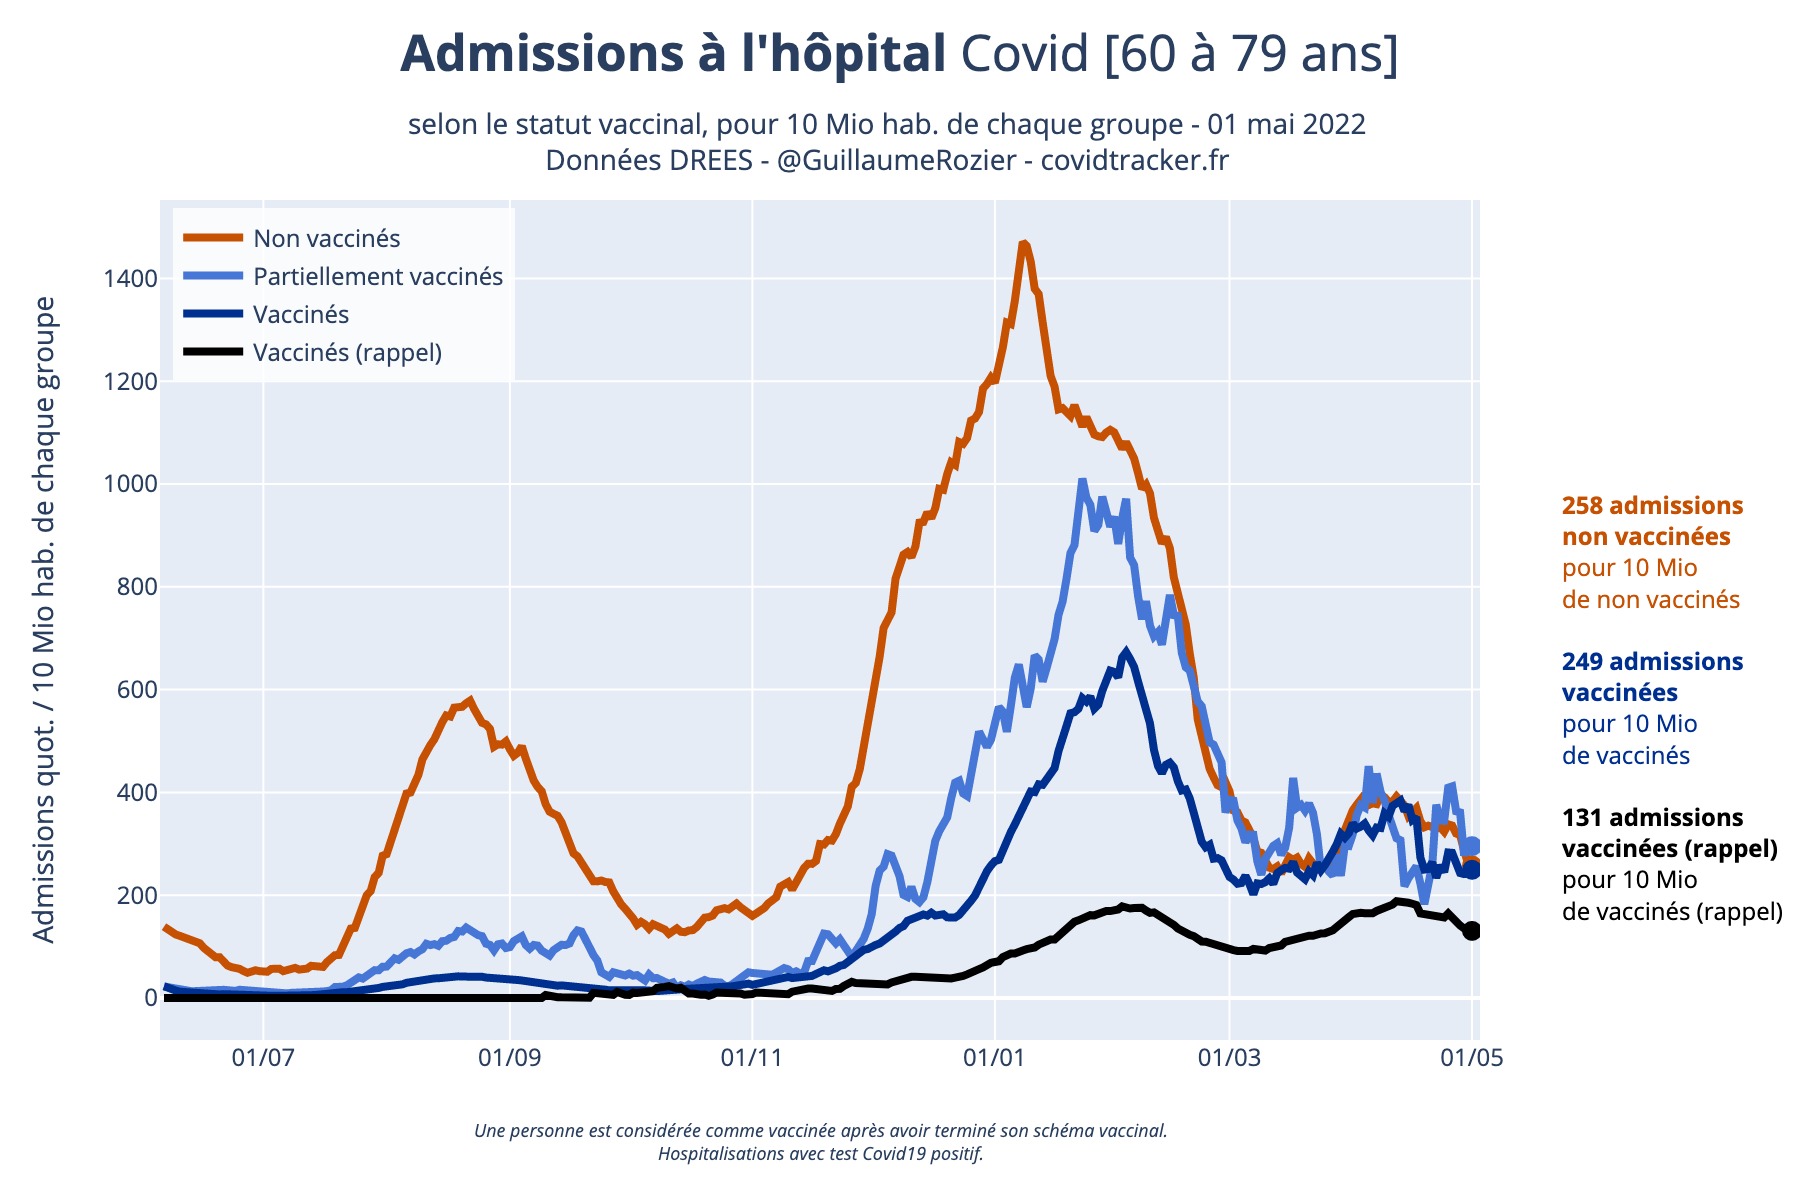 Admissions à l'hôpital Covid [60 à 79 ans]
selon le statut vaccinal, pour 10 Mio hab. de chaque groupe - 01 mai 2022
Données DREES - @GuillaumeRozier - covidtracker.fr
Admissions quot. / 10 Mio hab. de chaque groupe
Non vaccinés
Partiellement vaccinés
Vaccinés
Vaccinés (rappel)
1400
1200
1000
800
600
400
200
0
01/07
01/09
01/11
01/01
01/03
01/05
258 admissions
non vaccinées
pour 10 Mio
de non vaccinés
249 admissions
vaccinées
pour 10 Mio
de vaccinés
131 admissions
vaccinées (rappel)
pour 10 Mio
de vaccinés (rappel)
Une personne est considérée comme vaccinée après avoir terminé son schéma vaccinal.
Hospitalisations avec test Covid19 positif.